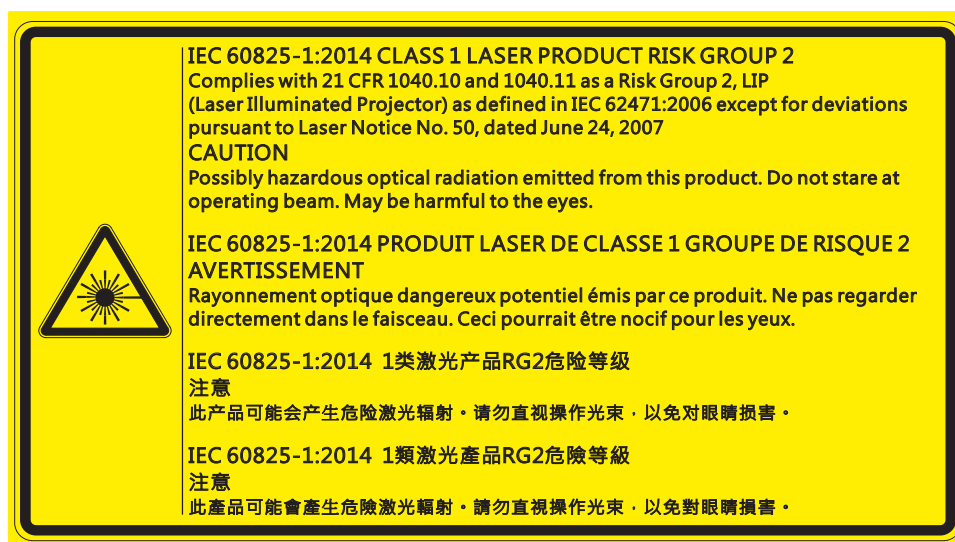 IEC 60825-1:2014 CLASS 1 LASER PRODUCT RISK GROUP 2
Complies with 21 CFR 1040.10 and 1040.11 as a Risk Group 2, LIP
(Laser Illuminated Projector) as defined in IEC 62471:2006 except for deviations
pursuant to Laser Notice No. 50, dated June 24, 2007
CAUTION
Possibly hazardous optical radiation emitted from this product. Do not stare at
operating beam. May be harmful to the eyes.
IEC 60825-1:2014 PRODUIT LASER DE CLASSE 1 GROUPE DE RISQUE 2
AVERTISSEMENT
Rayonnement optique dangereux potentiel émis par ce produit. Ne pas regarder
directement dans le faisceau. Ceci pourrait être nocif pour les yeux.
IEC 60825-1:2014 1类激光产品RG2危险等级
注意
此产品可能会产生危险激光辐射。请勿直视操作光束，以免对眼睛损害。
IEC 60825-1:2014 1類激光產品RG2危險等級
注意
此產品可能會產生危險激光輻射。請勿直視操作光束，以免對眼睛損害。